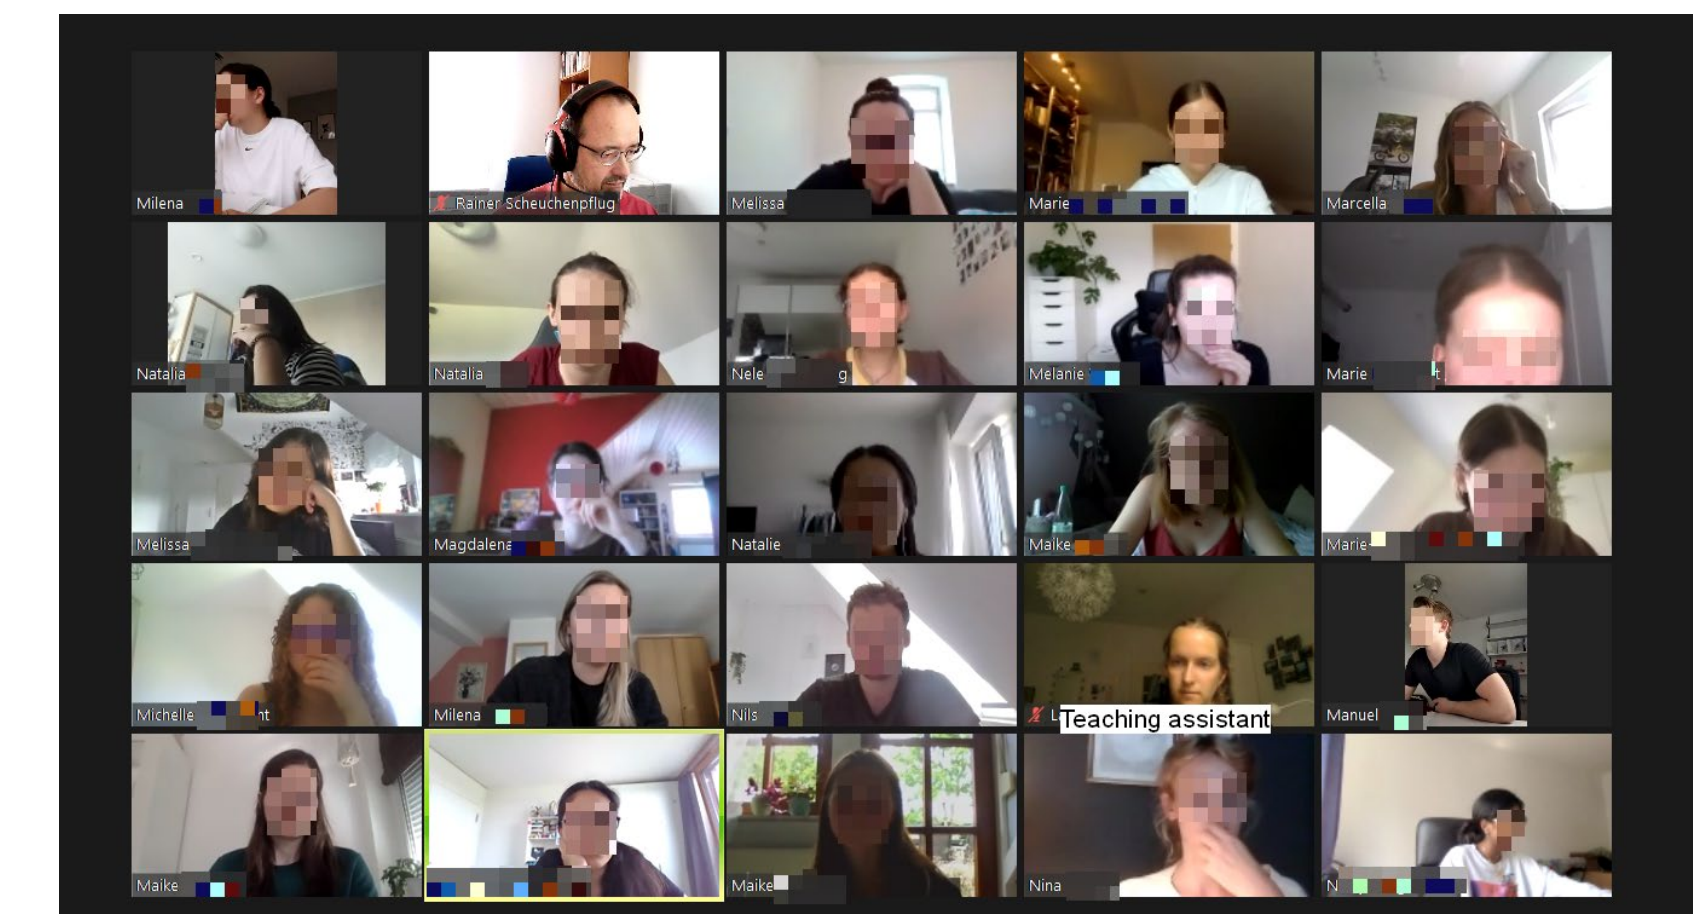 Milena
Rainer Scheuchenpflug
Melissa
Marie
Marcella
Natalia
Natalia
Nele g
Melanie
Marie t
Melissa
Magdalena
Natalie
Maike
Marie-
Michelle nt
Milena
Nils
L
Teaching assistant
Manuel
Maike
Maike
Nina
N